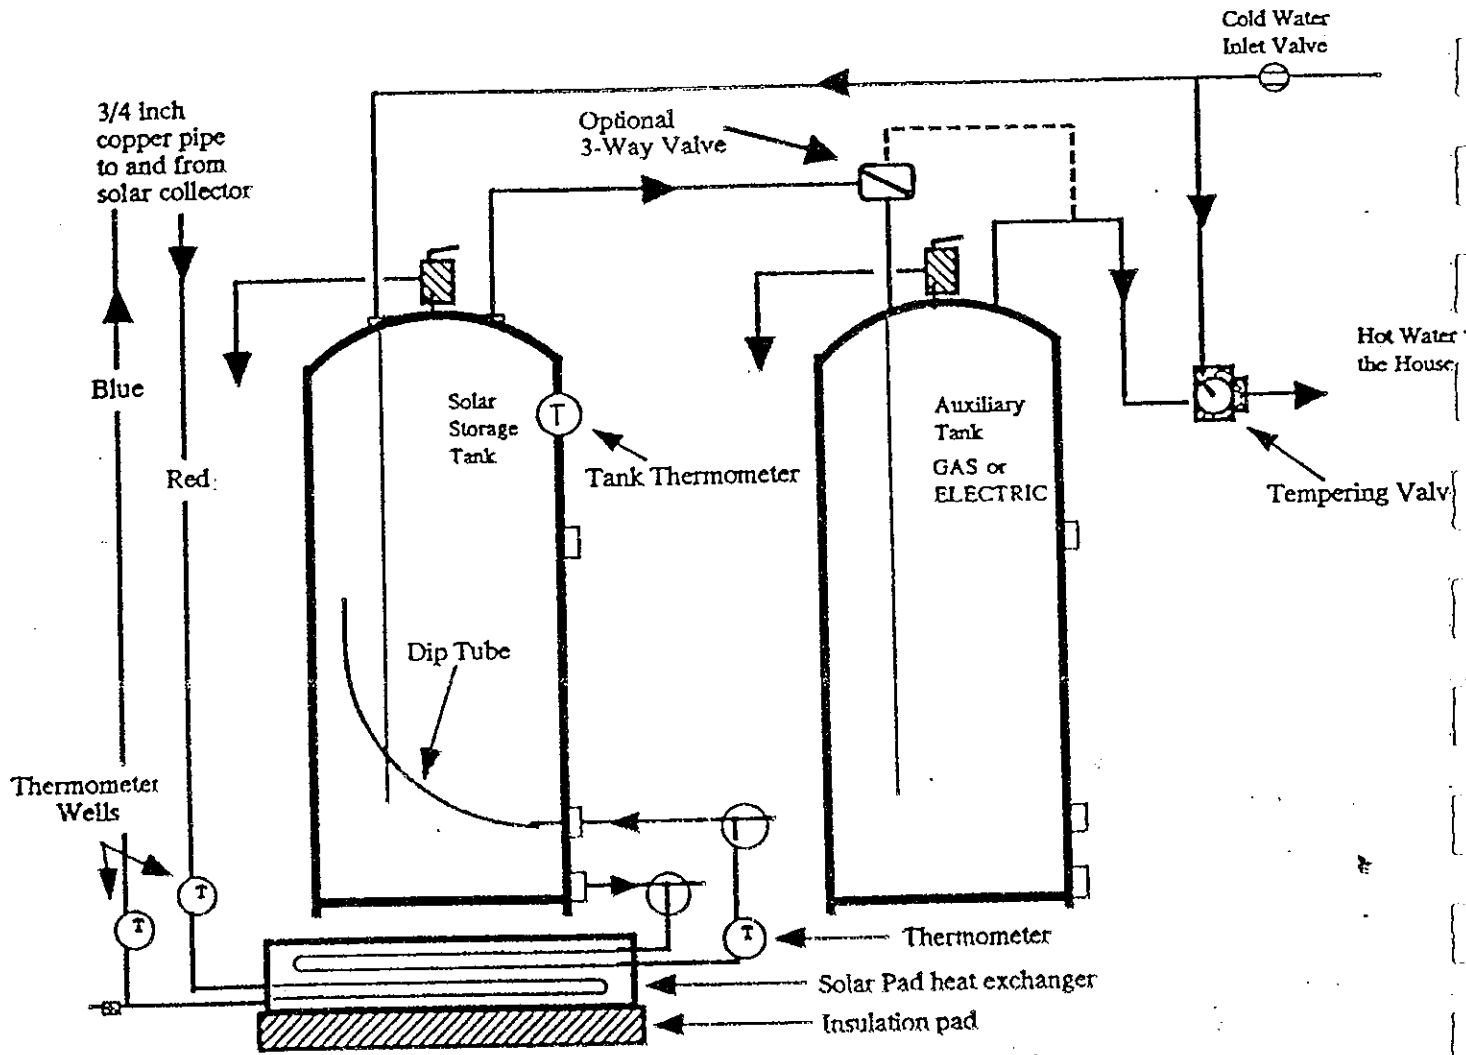 Cold Water
Inlet Valve
3/4 inch
copper pipe
to and from
solar collector
Optional
3-Way Valve
Blue
Red
Solar
Storage
Tank
T
Tank Thermometer
Auxiliary
Tank
GAS or
ELECTRIC
Hot Water
the House
Tempering Valv
Dip Tube
Thermometer
Wells
T
T
T
Thermometer
Solar Pad heat exchanger
Insulation pad